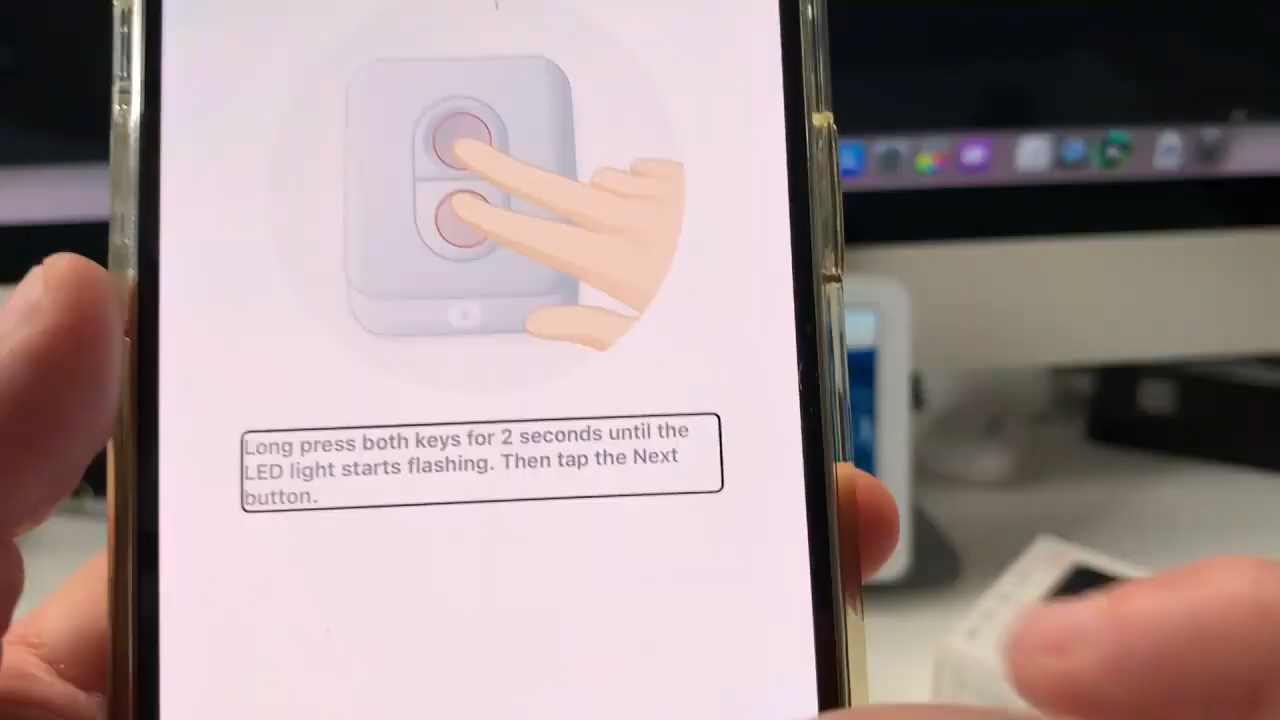 Long press both keys for 2 seconds until the
LED light starts flashing. Then tap the Next
button.